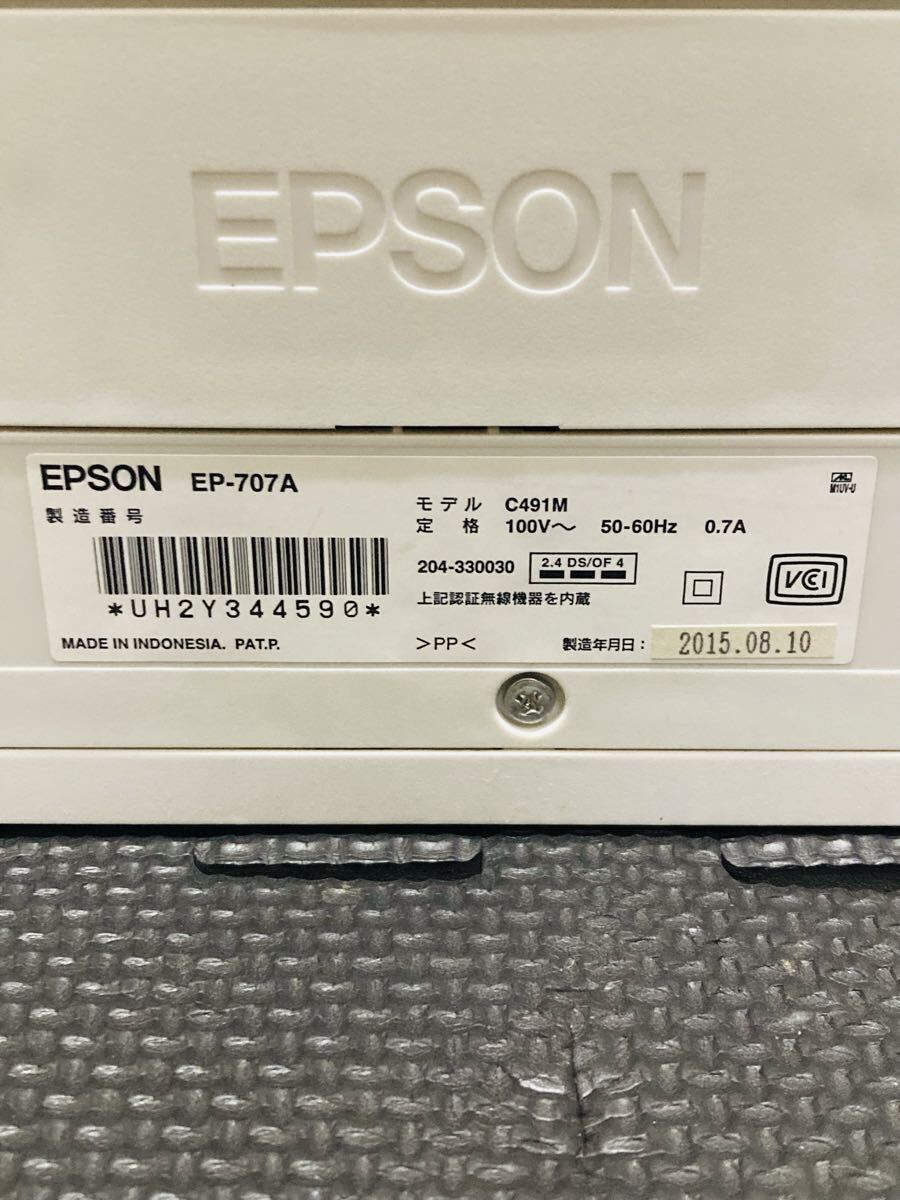 EPSON
EPSON EP-707A
製造番号
*UH2Y344590*
MADE IN INDONESIA. PAT.P.
モデル C491M
定格 100V～ 50-60Hz 0.7A
204-330030 2.4 DS/OF 4
上記認証無線機器を内蔵
>PP<
製造年月日： 2015.08.10
M1UV-U
VCI